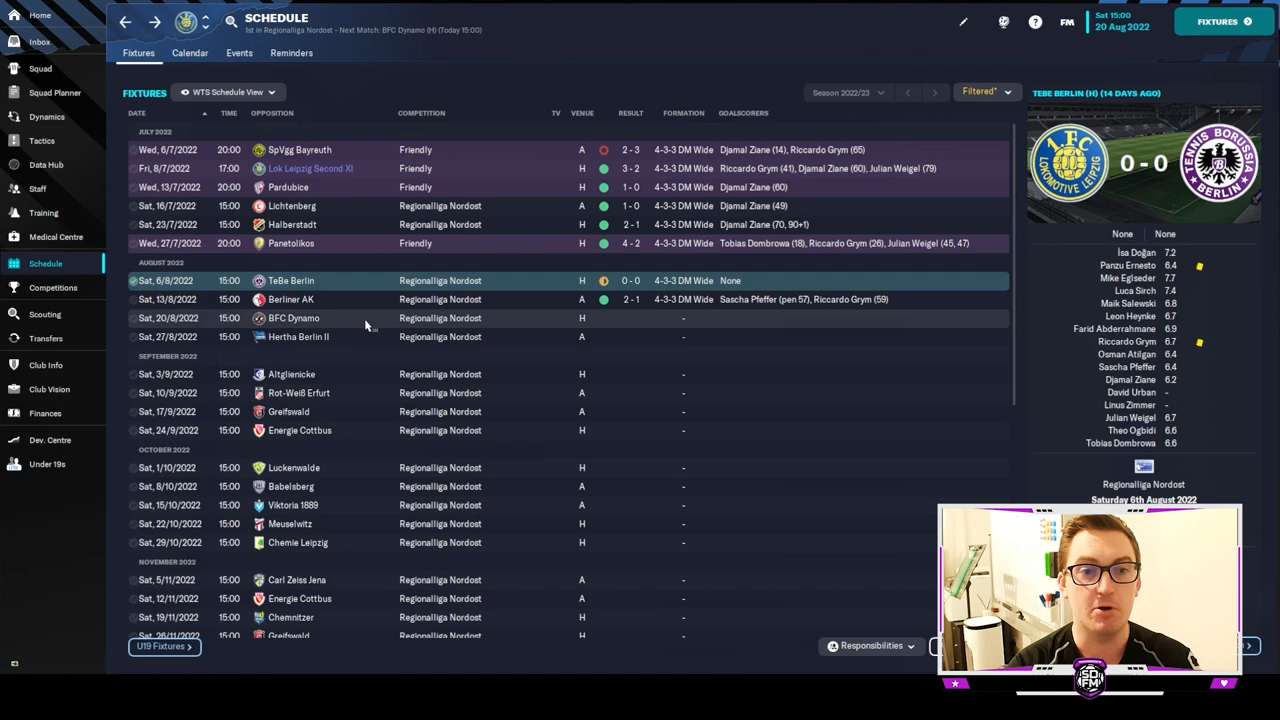 Home
Inbox
Squad
Squad Planner
Dynamics
Tactics
Data Hub
Staff
Training
Medical Centre
Schedule
Competitions
Scouting
Transfers
Club Info
Club Vision
Finances
Dev. Centre
Under 19s
SCHEDULE
1st in Regionalliga Nordost - Next Match: BFC Dynamo (H) (Today 15:00)
FM
Sat 15:00
20 Aug 2022
FIXTURES
Fixtures Calendar Events Reminders
FIXTURES WTS Schedule View Season 2022/23 Filtered*
DATE TIME OPPOSITION COMPETITION TV VENUE RESULT FORMATION GOALSCORERS
JULY 2022
Wed, 6/7/2022 20:00 SpVgg Bayreuth Friendly A 2 - 3 4-3-3 DM Wide Djamal Ziane (14), Riccardo Grym (65)
Fri, 8/7/2022 17:00 Lok Leipzig Second XI Friendly H 3 - 2 4-3-3 DM Wide Riccardo Grym (41), Djamal Ziane (60), Julian Weigel (79)
Wed, 13/7/2022 20:00 Pardubice Friendly H 1 - 0 4-3-3 DM Wide Djamal Ziane (60)
Sat, 16/7/2022 15:00 Lichtenberg Regionalliga Nordost A 1 - 0 4-3-3 DM Wide Djamal Ziane (49)
Sat, 23/7/2022 15:00 Halberstadt Regionalliga Nordost H 2 - 1 4-3-3 DM Wide Djamal Ziane (70, 90+1)
Wed, 27/7/2022 20:00 Panetolikos Friendly H 4 - 2 4-3-3 DM Wide Tobias Dombrowa (18), Riccardo Grym (26), Julian Weigel (45, 47)
AUGUST 2022
Sat, 6/8/2022 15:00 TeBe Berlin Regionalliga Nordost H 0 - 0 4-3-3 DM Wide None
Sat, 13/8/2022 15:00 Berliner AK Regionalliga Nordost A 2 - 1 4-3-3 DM Wide Sascha Pfeffer (pen 57), Riccardo Grym (59)
Sat, 20/8/2022 15:00 BFC Dynamo Regionalliga Nordost H -
Sat, 27/8/2022 15:00 Hertha Berlin II Regionalliga Nordost A -
SEPTEMBER 2022
Sat, 3/9/2022 15:00 Altglienicke Regionalliga Nordost H -
Sat, 10/9/2022 15:00 Rot-Weiß Erfurt Regionalliga Nordost A -
Sat, 17/9/2022 15:00 Greifswald Regionalliga Nordost A -
Sat, 24/9/2022 15:00 Energie Cottbus Regionalliga Nordost H -
OCTOBER 2022
Sat, 1/10/2022 15:00 Luckenwalde Regionalliga Nordost H -
Sat, 8/10/2022 15:00 Babelsberg Regionalliga Nordost A -
Sat, 15/10/2022 15:00 Viktoria 1889 Regionalliga Nordost A -
Sat, 22/10/2022 15:00 Meuselwitz Regionalliga Nordost H -
Sat, 29/10/2022 15:00 Chemie Leipzig Regionalliga Nordost H -
NOVEMBER 2022
Sat, 5/11/2022 15:00 Carl Zeiss Jena Regionalliga Nordost A -
Sat, 12/11/2022 15:00 Energie Cottbus Regionalliga Nordost A -
Sat, 19/11/2022 15:00 Chemnitzer Regionalliga Nordost H -
Sat, 26/11/2022 15:00 Greifswald Regionalliga Nordost H -
U19 Fixtures
Responsibilities
TEBE BERLIN (H) (14 DAYS AGO)
LFC
LOKOMOTIVE LEIPZIG
0 - 0
TENNIS BORUSSIA
BERLIN
None None
İsa Doğan 7.2
Panzu Ernesto 6.4
Mike Eglseder 7.7
Luca Sirch 7.4
Maik Salewski 6.8
Leon Heynke 6.7
Farid Abderrahmane 6.9
Riccardo Grym 6.7
Osman Atilgan 6.4
Sascha Pfeffer 6.4
Djamal Ziane 6.2
David Urban -
Linus Zimmer -
Julian Weigel 6.7
Theo Ogbidi 6.6
Tobias Dombrowa 6.6
Regionalliga Nordost
Saturday 6th August 2022
SDFM